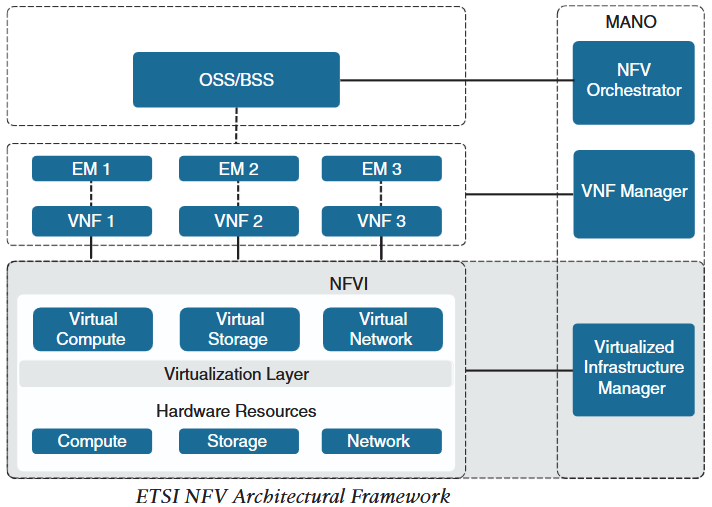 MANO
OSS/BSS
NFV
Orchestrator
EM 1
EM 2
EM 3
VNF Manager
VNF 1
VNF 2
VNF 3
NFVI
Virtual
Compute
Virtual
Storage
Virtual
Network
Virtualized
Infrastructure
Manager
Virtualization Layer
Hardware Resources
Compute
Storage
Network
ETSI NFV Architectural Framework